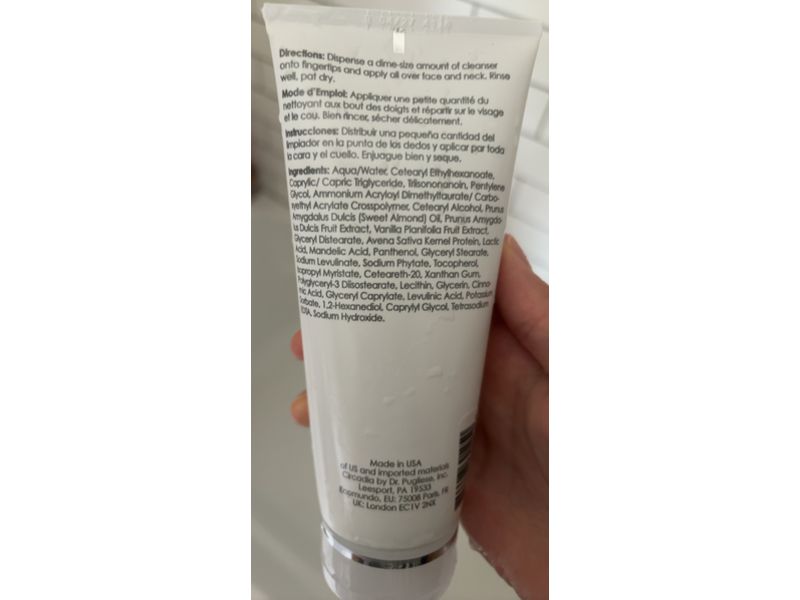 Directions: Dispense a dime-size amount of cleanser
onto fingertips and apply all over face and neck. Rinse
well, pat dry.
Mode d'Emploi: Appliquer une petite quantité du
nettoyant aux bout des doigts et répartir sur le visage
et le cou. Bien rincer, sécher délicatement.
Instrucciones: Distribuir una pequeña cantidad del
limpiador en la punta de los dedos y aplicar par toda
la cara y el cuello. Enjuague bien y seque.
Ingredients: Aqua/Water, Cetearyl Ethylhexanoate,
Caprylic/ Capric Triglyceride, Triisononanoin, Pentylene
Glycol, Ammonium Acryloyl Dimethyltaurate/ Carbo-
xyethyl Acrylate Crosspolymer, Cetearyl Alcohol, Prunus
Amygdalus Dulcis (Sweet Almond) Oil, Prunus Amygda-
lus Dulcis Fruit Extract, Vanilla Planifolia Fruit Extract,
Glyceryl Distearate, Avena Sativa Kernel Protein, Lactic
Acid, Mandelic Acid, Panthenol, Glyceryl Stearate,
Sodium Levulinate, Sodium Phytate, Tocopherol,
Isopropyl Myristate, Ceteareth-20, Xanthan Gum,
Polyglyceryl-3 Diisostearate, Lecithin, Glycerin, Cinna-
mic Acid, Glyceryl Caprylate, Levulinic Acid, Potassium
Sorbate, 1,2-Hexanediol, Caprylyl Glycol, Tetrasodium
EDTA, Sodium Hydroxide.
Made in USA
of US and imported materials
Circadia by Dr. Pugliese, Inc.
Leesport, PA 19533
Ecomundo, EU: 75008 Paris, FR
UK: London EC1V 2NX